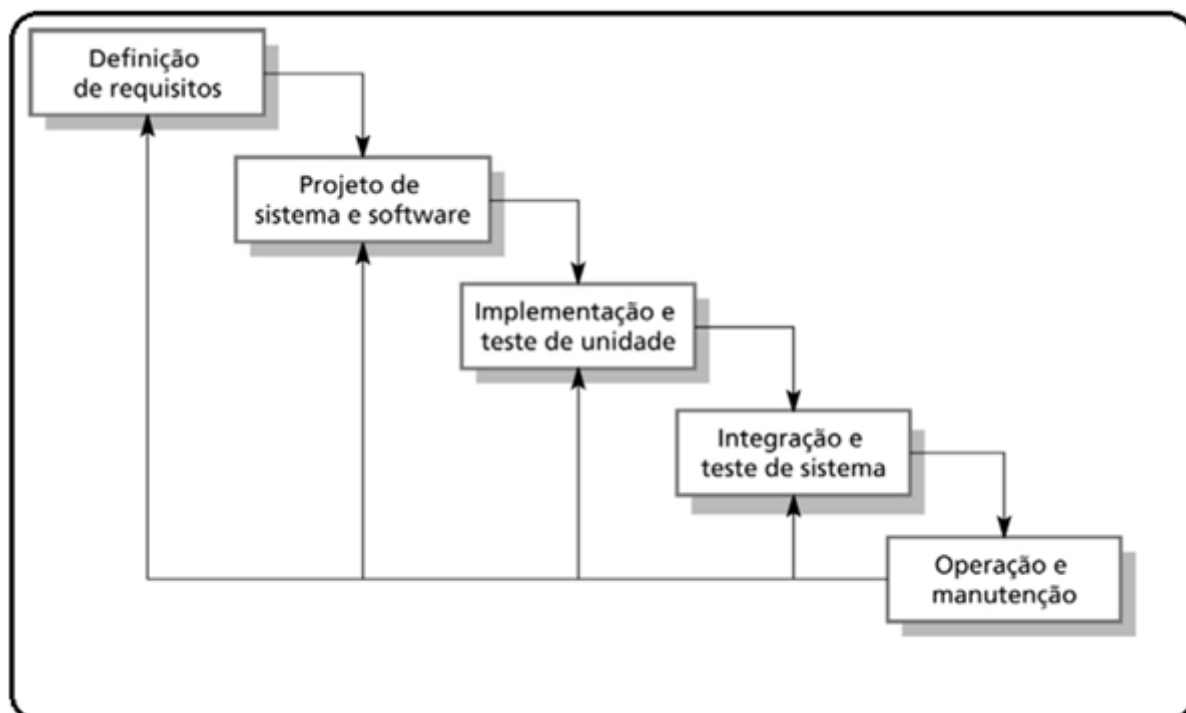 Definição
de requisitos
Projeto de
sistema e software
Implementação e
teste de unidade
Integração e
teste de sistema
Operação e
manutenção